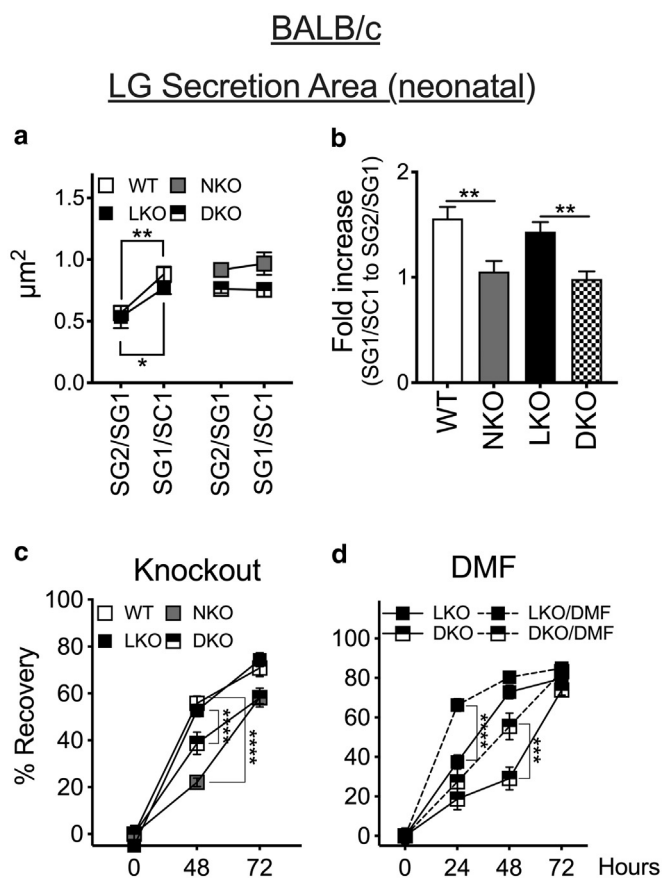 BALB/c
LG Secretion Area (neonatal)
a
WT NKO
LKO DKO
**
*
μm²
1.5
1.0
0.5
0.0
SG2/SG1
SG1/SC1
SG2/SG1
SG1/SC1
b
Fold increase
(SG1/SC1 to SG2/SG1)
2
1
0
** **
WT
NKO
LKO
DKO
c
Knockout
WT NKO
LKO DKO
% Recovery
100
80
60
40
20
0
****
****
0 48 72
d
DMF
LKO LKO/DMF
DKO DKO/DMF
100
80
60
40
20
0
****
***
0 24 48 72 Hours